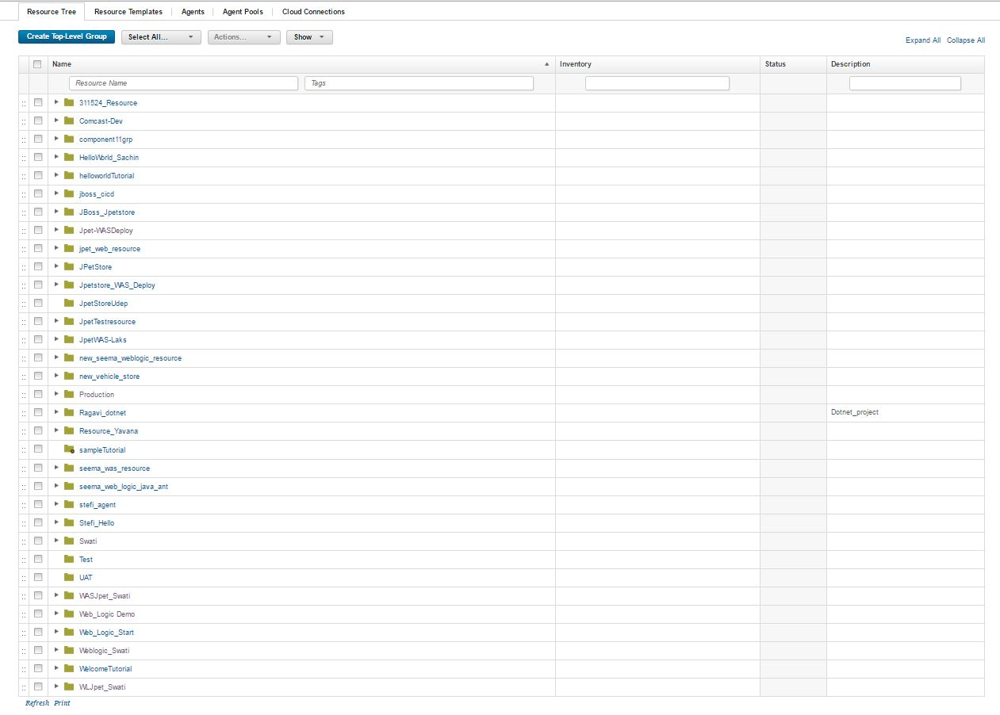 Resource Tree Resource Templates Agents Agent Pools Cloud Connections
Create Top-Level Group Select All... Actions... Show
Expand All Collapse All
Name Inventory Status Description
Resource Name Tags
311524_Resource
Comcast-Dev
component11grp
HelloWorld_Sachin
helloworldTutorial
jboss_cicd
JBoss_Jpetstore
Jpet-WASDeploy
jpet_web_resource
JPetStore
Jpetstore_WAS_Deploy
JpetStoreUdep
JpetTestresource
JpetWAS-Laks
new_seema_weblogic_resource
new_vehicle_store
Production
Ragavi_dotnet Dotnet_project
Resource_Yavana
sampleTutorial
seema_was_resource
seema_web_logic_java_ant
stefi_agent
Stefi_Hello
Swati
Test
UAT
WASJpet_Swati
Web_Logic Demo
Web_Logic_Start
Weblogic_Swati
WelcomeTutorial
WLJpet_Swati
Refresh Print